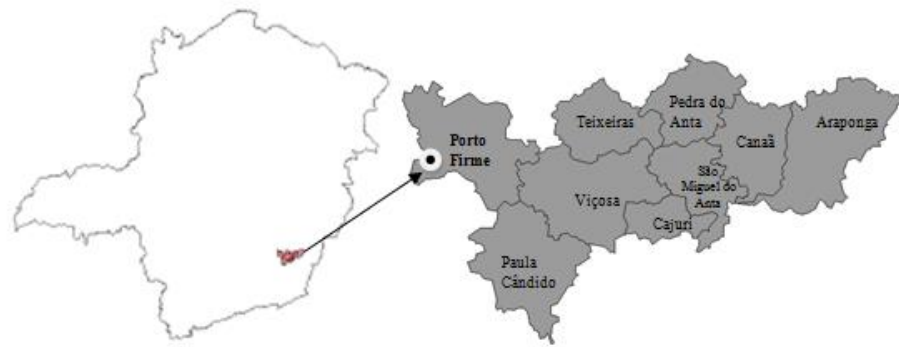 Porto
Firme
Teixeiras
Pedra do
Anta
Canaã
Araponga
Viçosa
São
Miguel do
Anta
Cajuri
Paula
Cândido